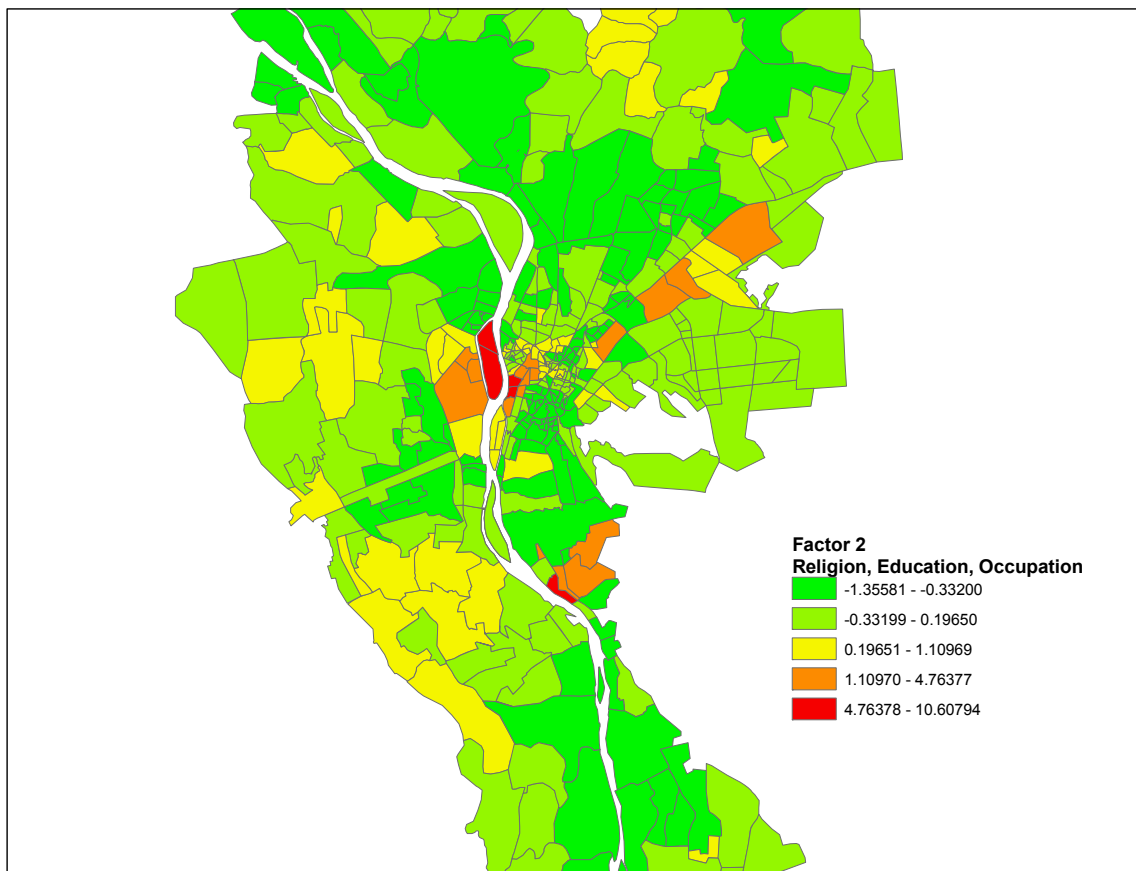 Factor 2
Religion, Education, Occupation
-1.35581 - -0.33200
-0.33199 - 0.19650
0.19651 - 1.10969
1.10970 - 4.76377
4.76378 - 10.60794